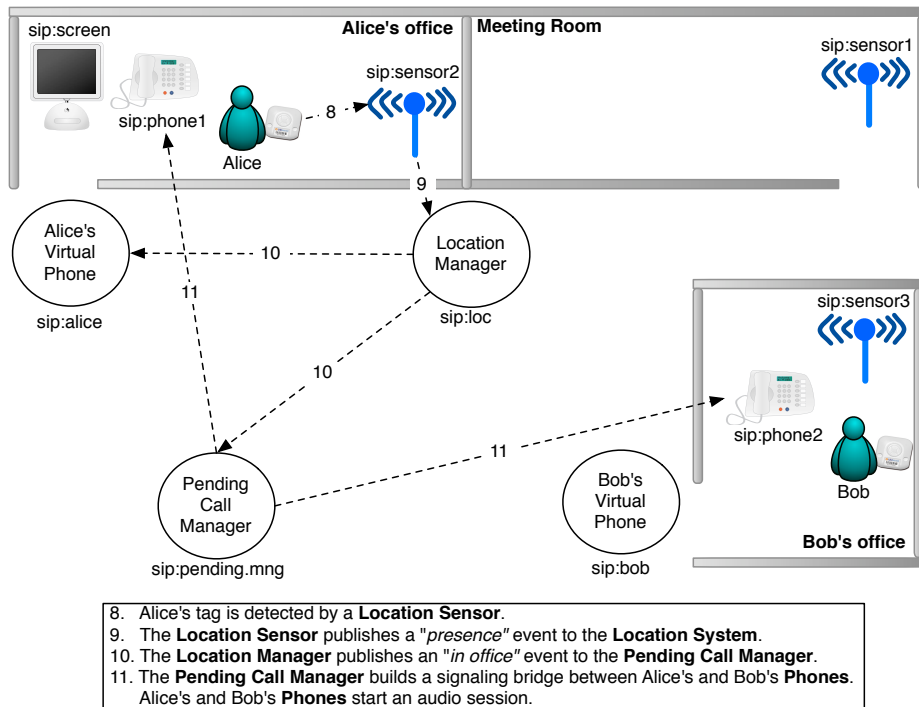 sip:screen
Alice's office
Meeting Room
sip:sensor1
sip:sensor2
8
sip:phone1
Alice
9
Alice's
Virtual
Phone
10
Location
Manager
11
sip:alice
sip:loc
sip:sensor3
10
sip:phone2
11
Pending
Call
Manager
Bob's
Virtual
Phone
Bob
Bob's office
sip:pending.mng
sip:bob
8. Alice's tag is detected by a Location Sensor.
9. The Location Sensor publishes a "presence" event to the Location System.
10. The Location Manager publishes an "in office" event to the Pending Call Manager.
11. The Pending Call Manager builds a signaling bridge between Alice's and Bob's Phones.
Alice's and Bob's Phones start an audio session.